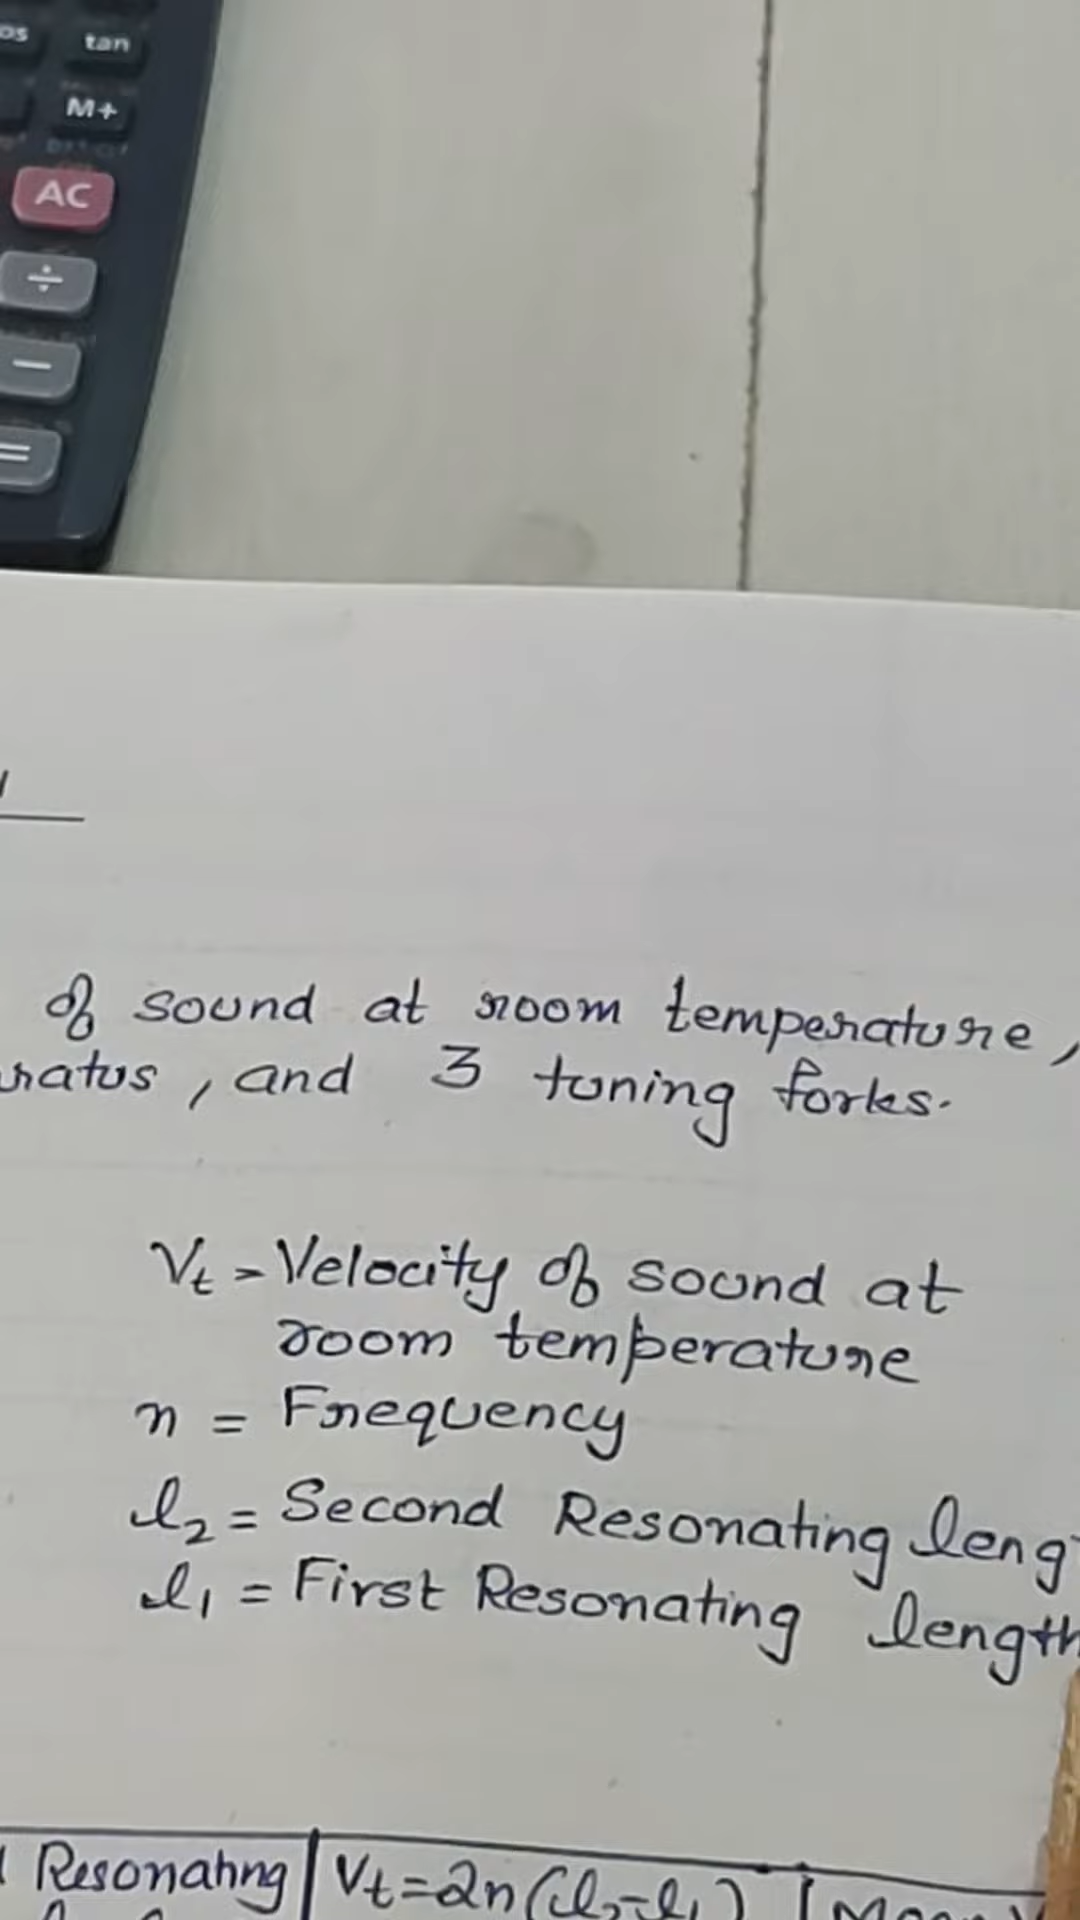 os tan
M+
AC
÷
−
=
of sound at room temperature,
ratus, and 3 tuning forks.
Vt = Velocity of sound at
room temperature
n = Frequency
l2 = Second Resonating leng
l1 = First Resonating length
Resonating Vt = 2n(l2-l1)